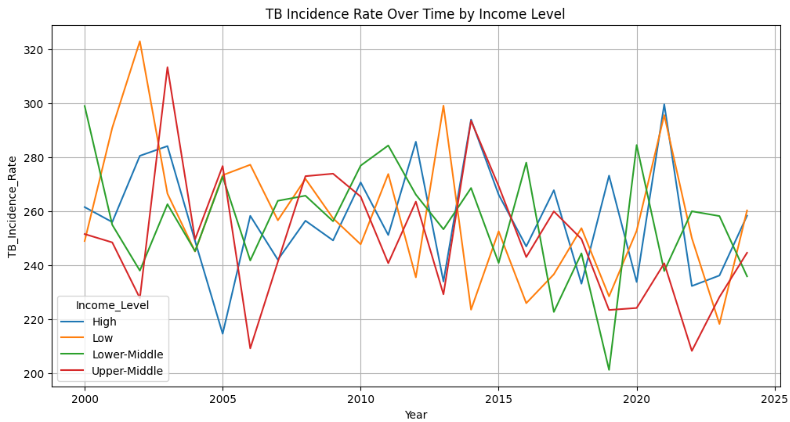 TB Incidence Rate Over Time by Income Level
TB_Incidence_Rate
320
300
280
260
240
220
200
Income_Level
High
Low
Lower-Middle
Upper-Middle
2000 2005 2010 2015 2020 2025
Year